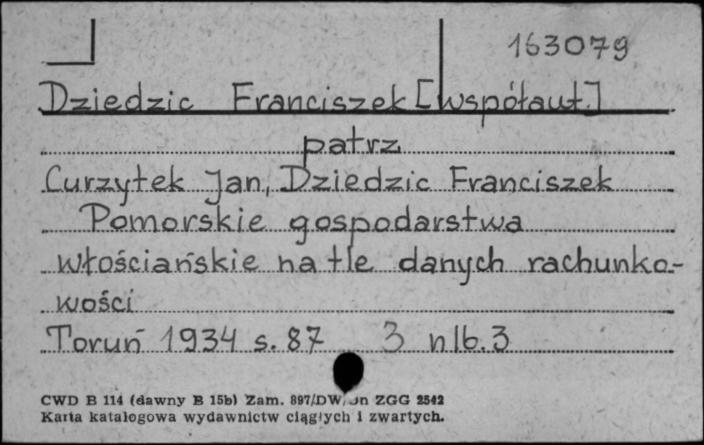 163079
Dziedzic Franciszek [współaut.]
patrz
Curzytek Jan, Dziedzic Franciszek
Pomorskie gospodarstwa
włościańskie na tle danych rachunko-
wości
Toruń 1934 s. 87 3 nlb. 3
CWD B 114 (dawny B 15b) Zam. 897/DW/Jn ZGG 2542
Karta katalogowa wydawnictw ciągłych i zwartych.